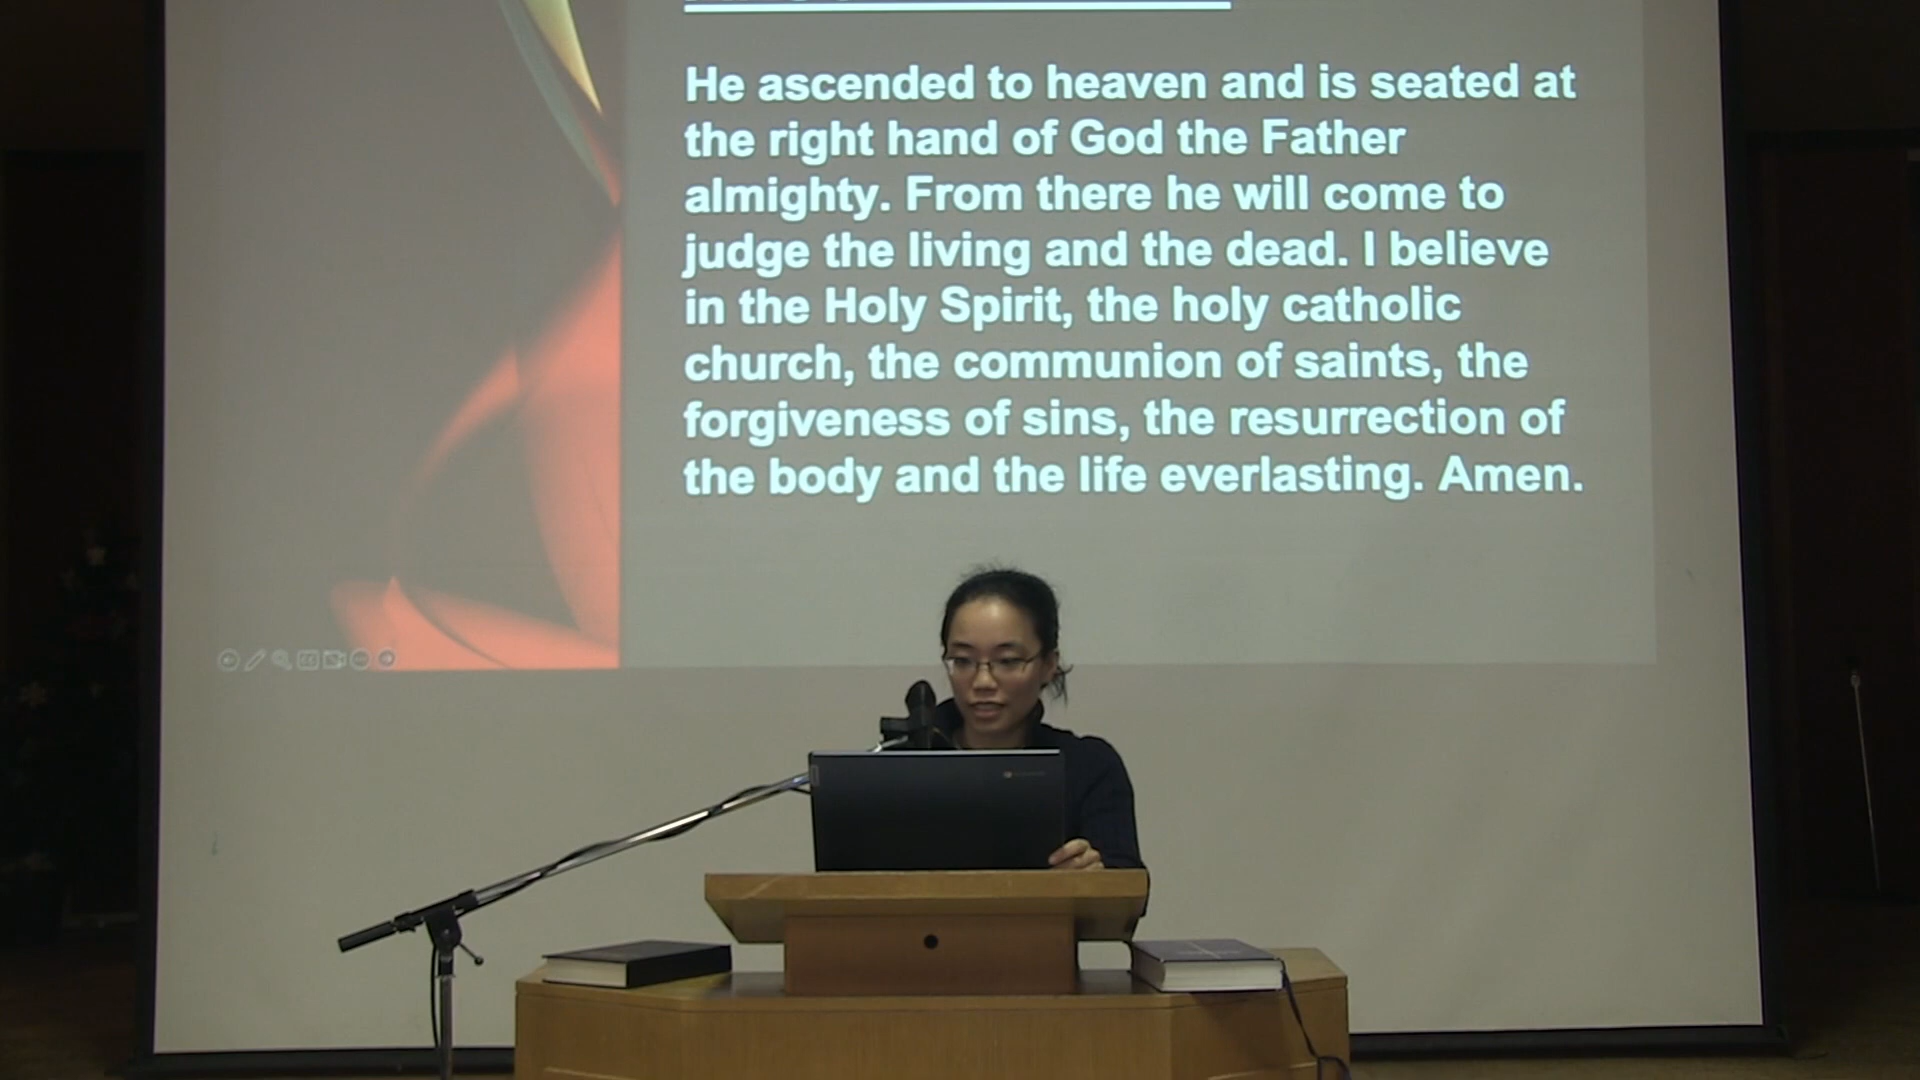 He ascended to heaven and is seated at
the right hand of God the Father
almighty. From there he will come to
judge the living and the dead. I believe
in the Holy Spirit, the holy catholic
church, the communion of saints, the
forgiveness of sins, the resurrection of
the body and the life everlasting. Amen.